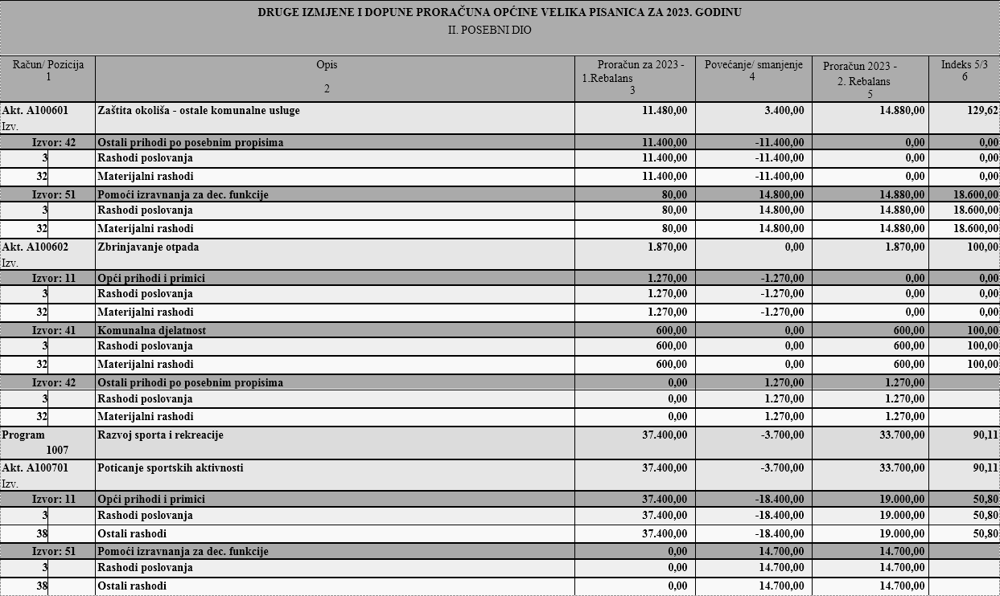 DRUGE IZMJENE I DOPUNE PRORAČUNA OPĆINE VELIKA PISANICA ZA 2023. GODINU
II. POSEBNI DIO
Račun/ Pozicija Opis Proračun za 2023 - Povećanje/ smanjenje Proračun 2023 - Indeks 5/3
1 2 1.Rebalans 4 2. Rebalans 6
3 5
Akt. A100601 Zaštita okoliša - ostale komunalne usluge 11.480,00 3.400,00 14.880,00 129,62
Izv.
Izvor: 42 Ostali prihodi po posebnim propisima 11.400,00 -11.400,00 0,00 0,00
3 Rashodi poslovanja 11.400,00 -11.400,00 0,00 0,00
32 Materijalni rashodi 11.400,00 -11.400,00 0,00 0,00
Izvor: 51 Pomoći izravnanja za dec. funkcije 80,00 14.800,00 14.880,00 18.600,00
3 Rashodi poslovanja 80,00 14.800,00 14.880,00 18.600,00
32 Materijalni rashodi 80,00 14.800,00 14.880,00 18.600,00
Akt. A100602 Zbrinjavanje otpada 1.870,00 0,00 1.870,00 100,00
Izv.
Izvor: 11 Opći prihodi i primici 1.270,00 -1.270,00 0,00 0,00
3 Rashodi poslovanja 1.270,00 -1.270,00 0,00 0,00
32 Materijalni rashodi 1.270,00 -1.270,00 0,00 0,00
Izvor: 41 Komunalna djelatnost 600,00 0,00 600,00 100,00
3 Rashodi poslovanja 600,00 0,00 600,00 100,00
32 Materijalni rashodi 600,00 0,00 600,00 100,00
Izvor: 42 Ostali prihodi po posebnim propisima 0,00 1.270,00 1.270,00
3 Rashodi poslovanja 0,00 1.270,00 1.270,00
32 Materijalni rashodi 0,00 1.270,00 1.270,00
Program Razvoj sporta i rekreacije 37.400,00 -3.700,00 33.700,00 90,11
1007
Akt. A100701 Poticanje sportskih aktivnosti 37.400,00 -3.700,00 33.700,00 90,11
Izv.
Izvor: 11 Opći prihodi i primici 37.400,00 -18.400,00 19.000,00 50,80
3 Rashodi poslovanja 37.400,00 -18.400,00 19.000,00 50,80
38 Ostali rashodi 37.400,00 -18.400,00 19.000,00 50,80
Izvor: 51 Pomoći izravnanja za dec. funkcije 0,00 14.700,00 14.700,00
3 Rashodi poslovanja 0,00 14.700,00 14.700,00
38 Ostali rashodi 0,00 14.700,00 14.700,00